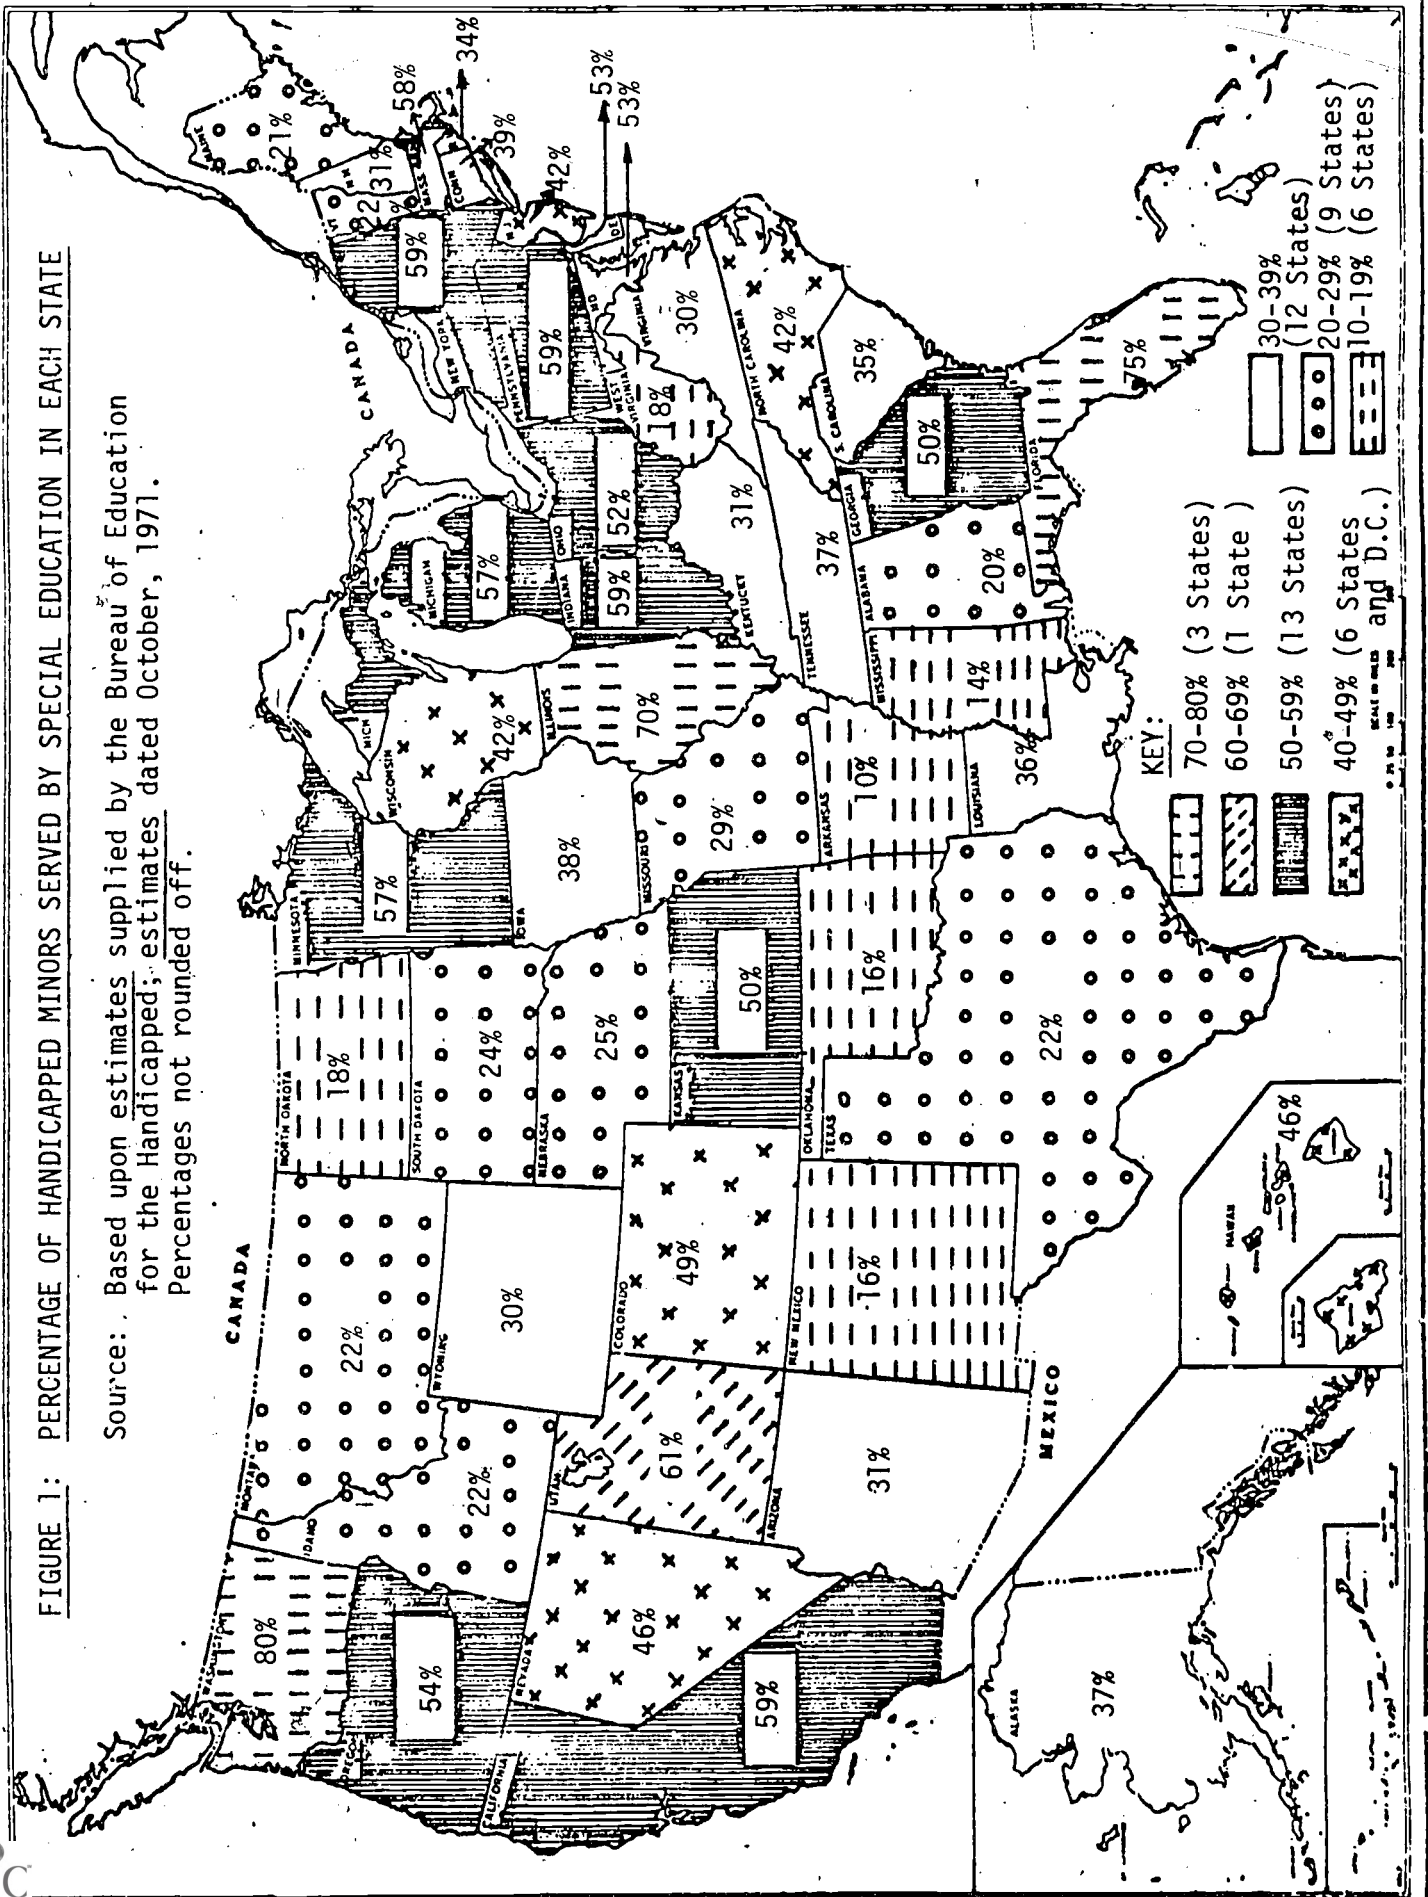 FIGURE 1: PERCENTAGE OF HANDICAPPED MINORS SERVED BY SPECIAL EDUCATION IN EACH STATE
Source: Based upon estimates supplied by the Bureau of Education
for the Handicapped; estimates dated October, 1971.
Percentages not rounded off.
CANADA
CANADA
WASHINGTON
80%
OREGON
54%
CALIFORNIA
59%
NEVADA
46%
IDAHO
22%
MONTANA
22%
WYOMING
30%
UTAH
61%
ARIZONA
31%
COLORADO
49%
NEW MEXICO
16%
NORTH DAKOTA
18%
SOUTH DAKOTA
24%
NEBRASKA
25%
KANSAS
50%
OKLAHOMA
16%
TEXAS
22%
MINNESOTA
57%
IOWA
38%
MISSOURI
29%
ARKANSAS
10%
LOUISIANA
36%
WISCONSIN
42%
MICH
MICHIGAN
57%
ILLINOIS
70%
INDIANA
59%
OHIO
52%
KENTUCKY
31%
TENNESSEE
37%
MISSISSIPPI
14%
ALABAMA
20%
GEORGIA
50%
FLORIDA
75%
S. CAROLINA
35%
NORTH CAROLINA
42%
VIRGINIA
30%
WEST
VIRGINIA
18%
PENNSYLVANIA
59%
NEW YORK
59%
MD
53%
DE
53%
42%
CONN
39%
34%
MASS
58%
VT
22%
NH
31%
MAINE
21%
MEXICO
ALASKA
37%
HAWAII
46%
KEY:
70-80% (3 States)
60-69% (1 State )
50-59% (13 States)
40-49% (6 States
and D.C.)
30-39%
(12 States)
20-29% (9 States)
10-19% (6 States)
SCALE OF MILES